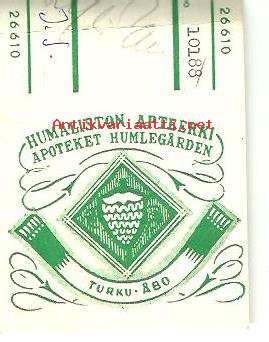 26610
10188
26610
HUMALISTON APTEEKKI
Antikvariaatti.net
APOTEKET HUMLEGÅRDEN
TURKU - ÅBO